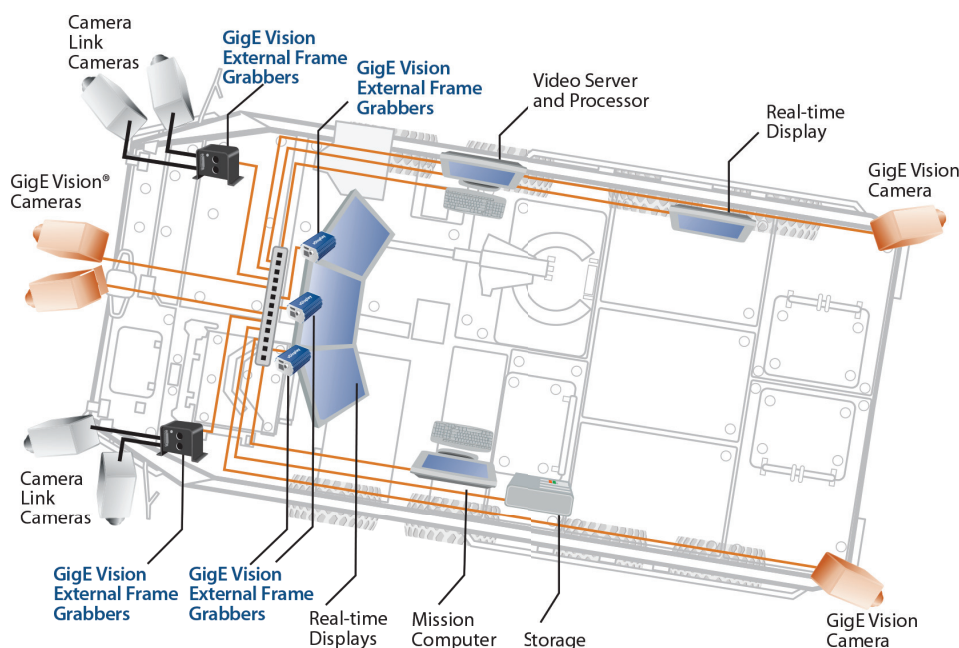 Camera
Link
Cameras
GigE Vision
External Frame
Grabbers
GigE Vision
External Frame
Grabbers
Video Server
and Processor
Real-time
Display
GigE Vision®
Cameras
GigE Vision
Camera
Camera
Link
Cameras
GigE Vision
External Frame
Grabbers
GigE Vision
External Frame
Grabbers
Real-time
Displays
Mission
Computer
Storage
GigE Vision
Camera